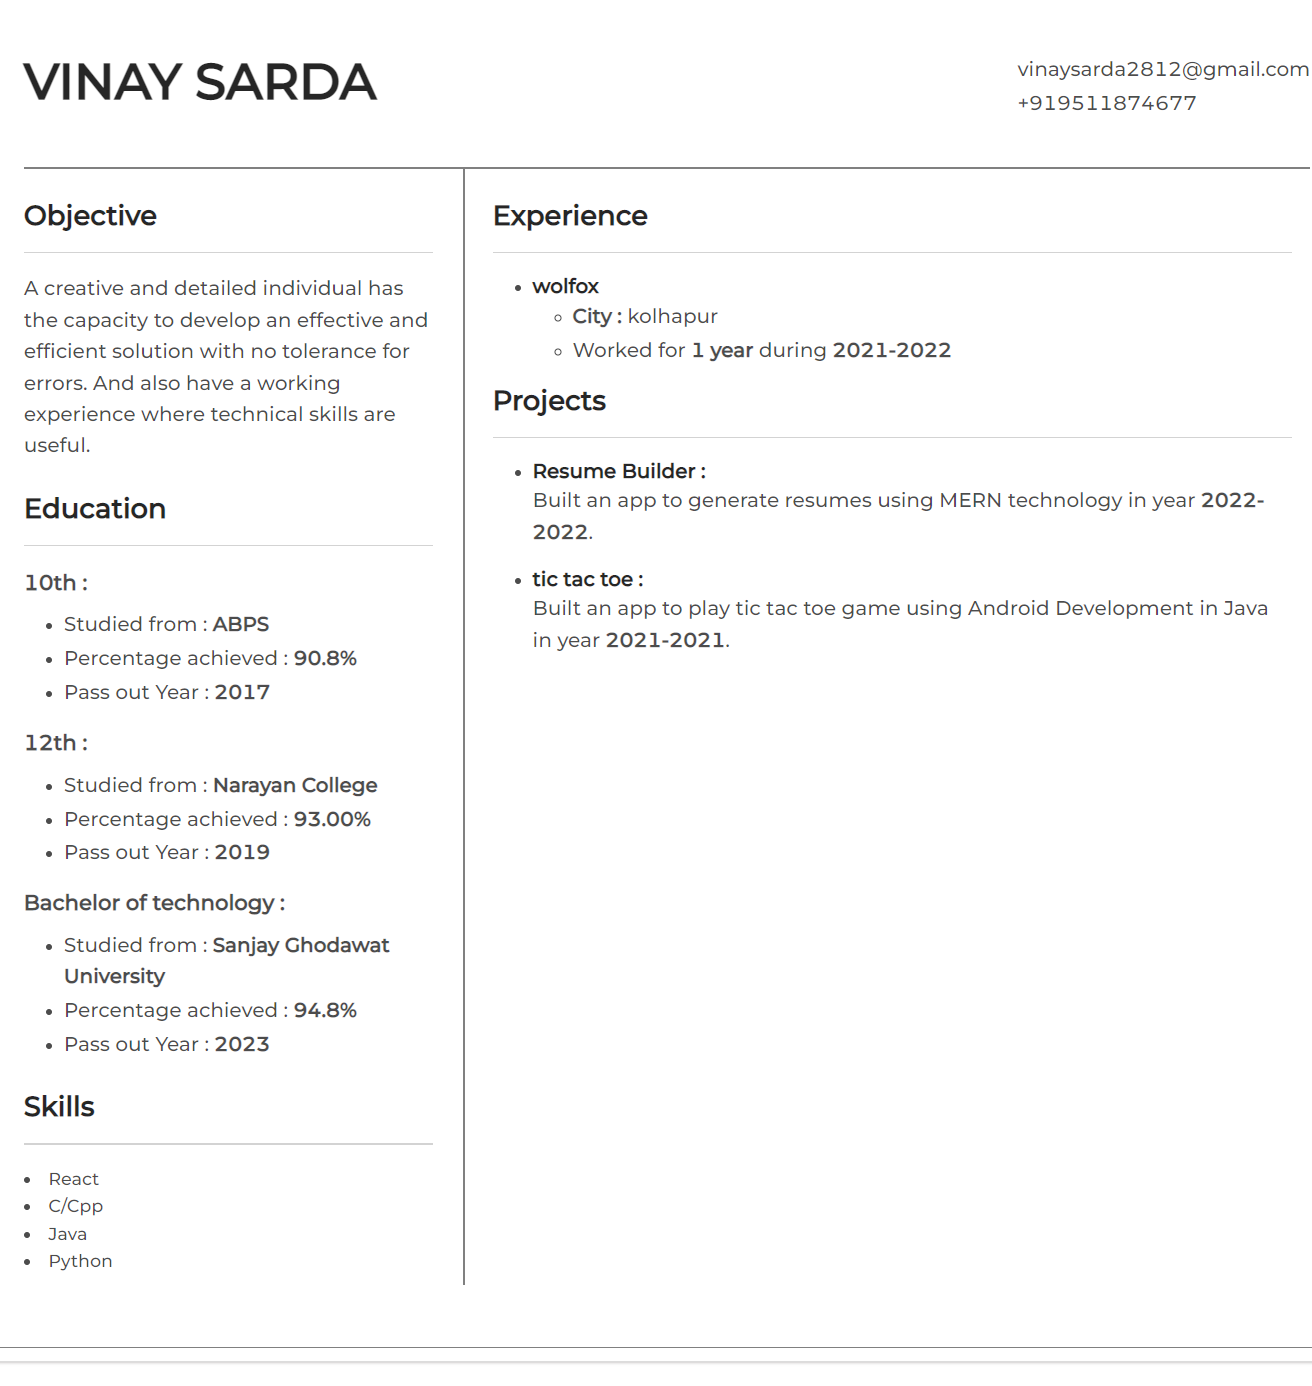 VINAY SARDA
vinaysarda2812@gmail.com
+919511874677
Objective
A creative and detailed individual has
the capacity to develop an effective and
efficient solution with no tolerance for
errors. And also have a working
experience where technical skills are
useful.
Education
10th :
Studied from : ABPS
Percentage achieved : 90.8%
Pass out Year : 2017
12th :
Studied from : Narayan College
Percentage achieved : 93.00%
Pass out Year : 2019
Bachelor of technology :
Studied from : Sanjay Ghodawat
University
Percentage achieved : 94.8%
Pass out Year : 2023
Skills
React
C/Cpp
Java
Python
Experience
wolfox
City : kolhapur
Worked for 1 year during 2021-2022
Projects
Resume Builder :
Built an app to generate resumes using MERN technology in year 2022-
2022.
tic tac toe :
Built an app to play tic tac toe game using Android Development in Java
in year 2021-2021.